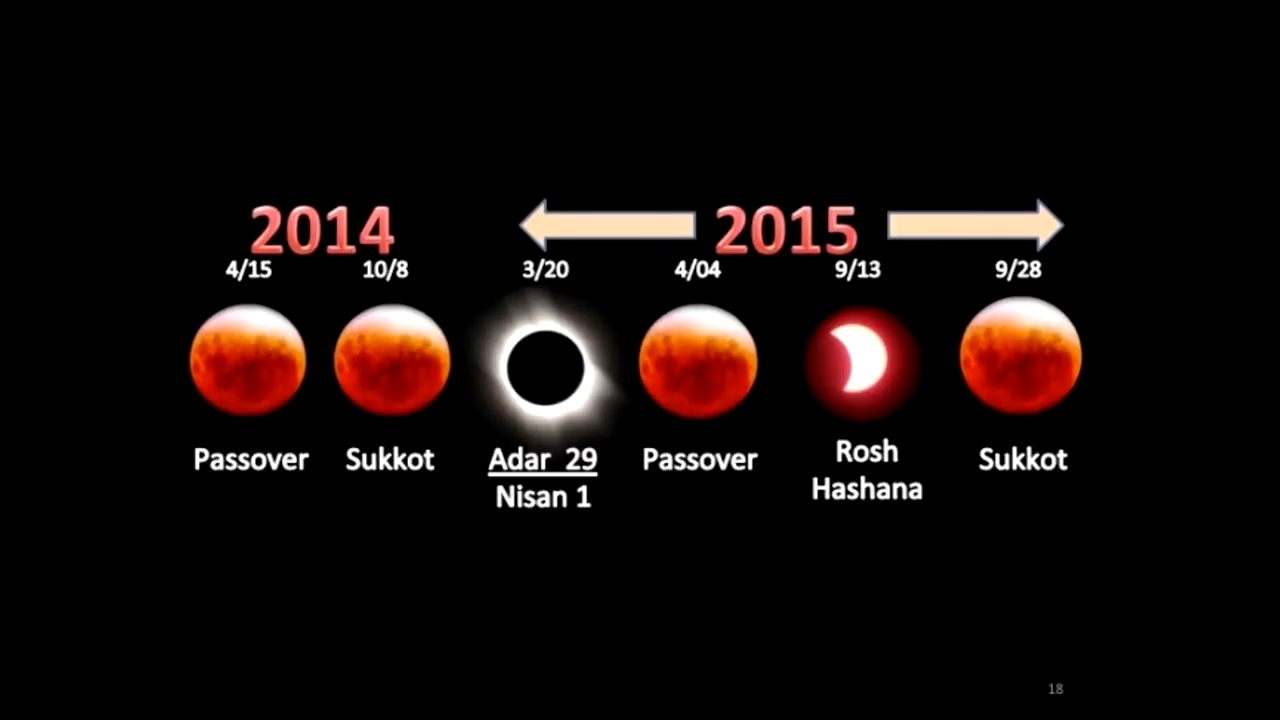 2014
2015
4/15
10/8
3/20
4/04
9/13
9/28
Passover
Sukkot
Adar 29
Nisan 1
Passover
Rosh
Hashana
Sukkot
18